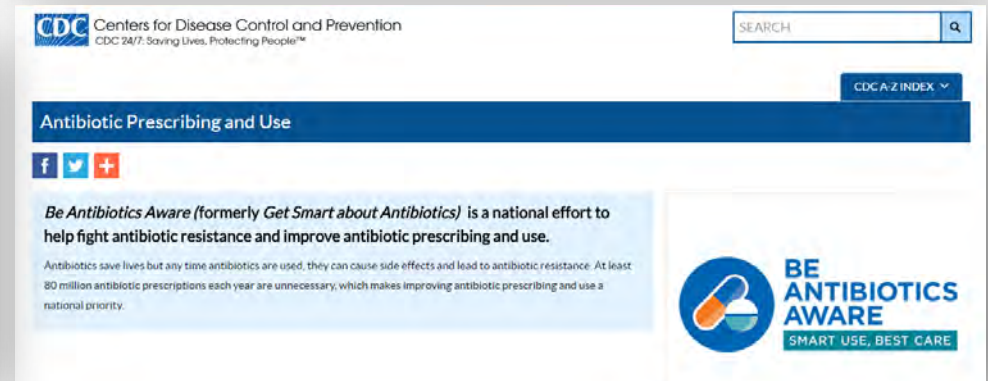 CDC Centers for Disease Control and Prevention
CDC 24/7: Saving Lives, Protecting People™
SEARCH
CDC A-Z INDEX
Antibiotic Prescribing and Use
Be Antibiotics Aware (formerly Get Smart about Antibiotics) is a national effort to
help fight antibiotic resistance and improve antibiotic prescribing and use.
Antibiotics save lives but any time antibiotics are used, they can cause side effects and lead to antibiotic resistance. At least
80 million antibiotic prescriptions each year are unnecessary, which makes improving antibiotic prescribing and use a
national priority.
BE
ANTIBIOTICS
AWARE
SMART USE, BEST CARE